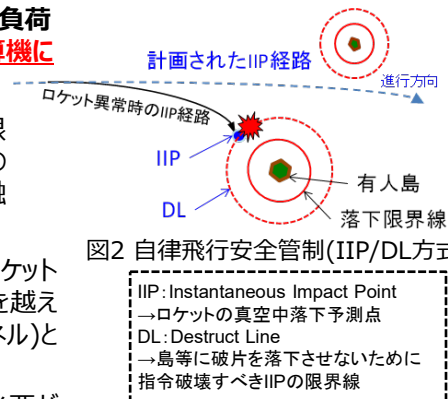 負荷
算機に
計画されたIIP経路
進行方向
ロケット異常時のIIP経路
限
の
IIP
有人島
DL
落下限界線
図2 自律飛行安全管制(IIP/DL方式
ケット
を越え
ネル)と
IIP:Instantaneous Impact Point
→ロケットの真空中落下予測点
DL:Destruct Line
→島等に破片を落下させないために
指令破壊すべきIIPの限界線